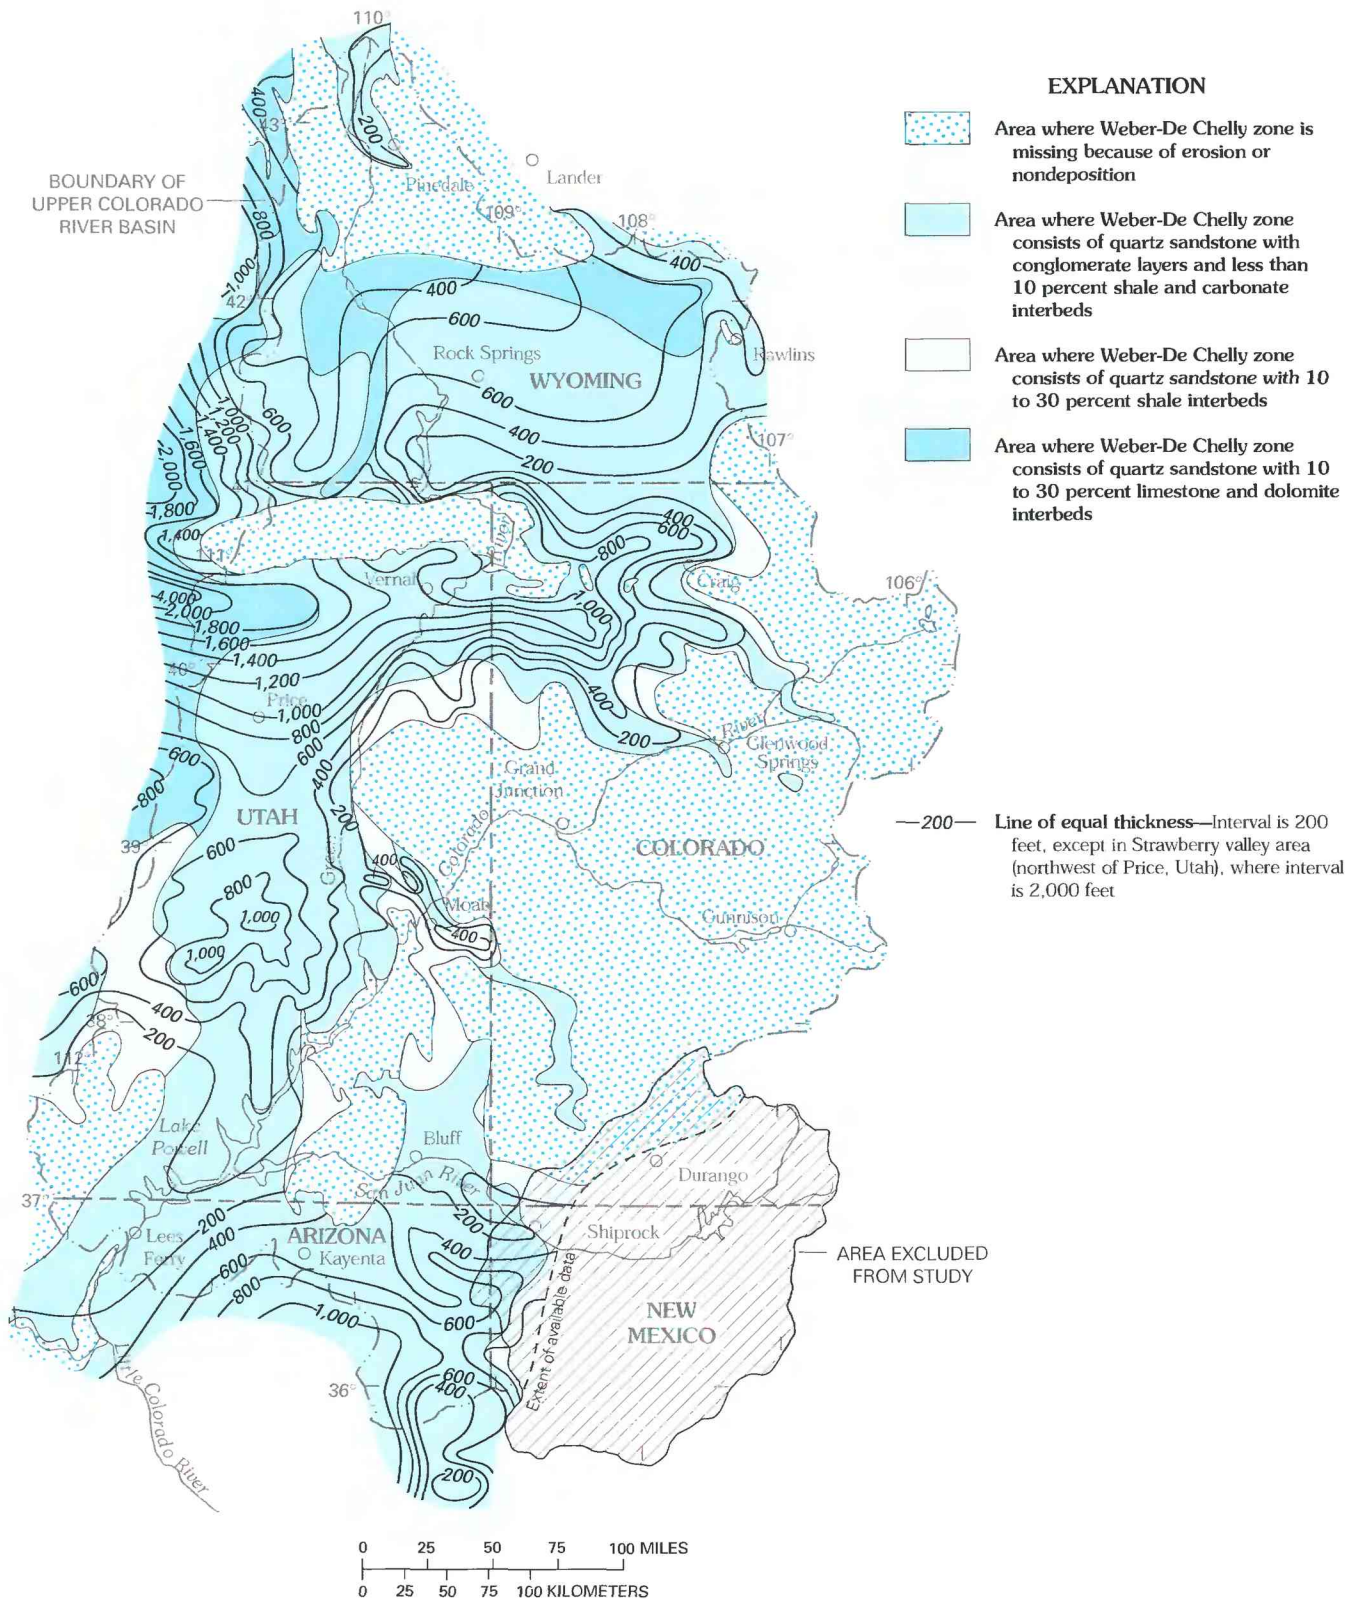 110°
EXPLANATION
Area where Weber-De Chelly zone is
missing because of erosion or
nondeposition
Area where Weber-De Chelly zone
consists of quartz sandstone with
conglomerate layers and less than
10 percent shale and carbonate
interbeds
Area where Weber-De Chelly zone
consists of quartz sandstone with 10
to 30 percent shale interbeds
Area where Weber-De Chelly zone
consists of quartz sandstone with 10
to 30 percent limestone and dolomite
interbeds
—200— Line of equal thickness—Interval is 200
feet, except in Strawberry valley area
(northwest of Price, Utah), where interval
is 2,000 feet
BOUNDARY OF
UPPER COLORADO
RIVER BASIN
400
43°
200
Pinedale
Lander
109°
108°
800
1,000
42°
400
400
600
Rock Springs
WYOMING
Rawlins
600
600
400
200
107°
1,000
1,200
1,400
1,600
2,000
1,800
1,400
111°
400
600
800
River
Vernal
Craig
106°
1,000
4,000
2,000
1,800
1,600
1,400
1,200
40°
Price
1,000
800
600
400
200
400
200
River
Glenwood
Springs
Grand
Junction
600
800
UTAH
39°
600
800
1,000
1,000
Green
Colorado
400
Moab
400
COLORADO
Gunnison
600
400
38°
200
112°
Lake
Powell
Bluff
San Juan River
Durango
37°
200
400
600
800
1,000
Lees
Ferry
ARIZONA
Kayenta
200
400
600
600
400
200
Shiprock
NEW
MEXICO
Extent of available data
AREA EXCLUDED
FROM STUDY
36°
Little Colorado River
0 25 50 75 100 MILES
0 25 50 75 100 KILOMETERS